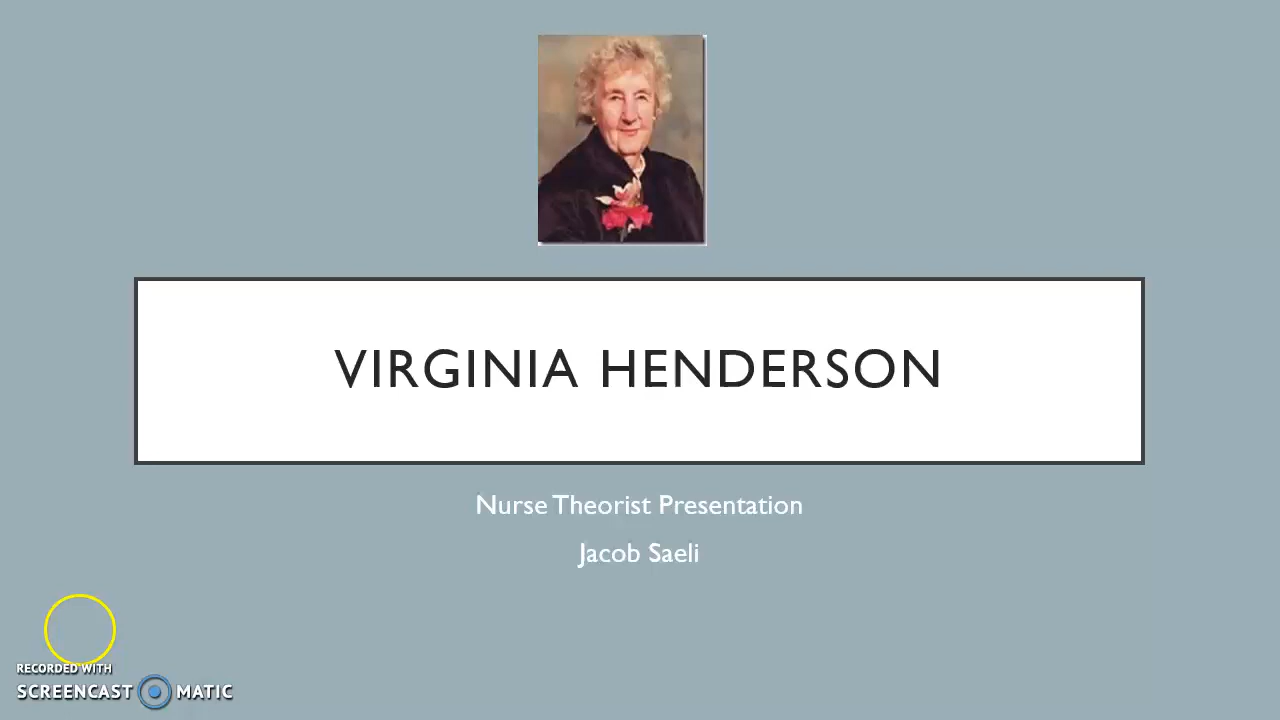 VIRGINIA HENDERSON
Nurse Theorist Presentation
Jacob Saeli
RECORDED WITH
SCREENCAST MATIC